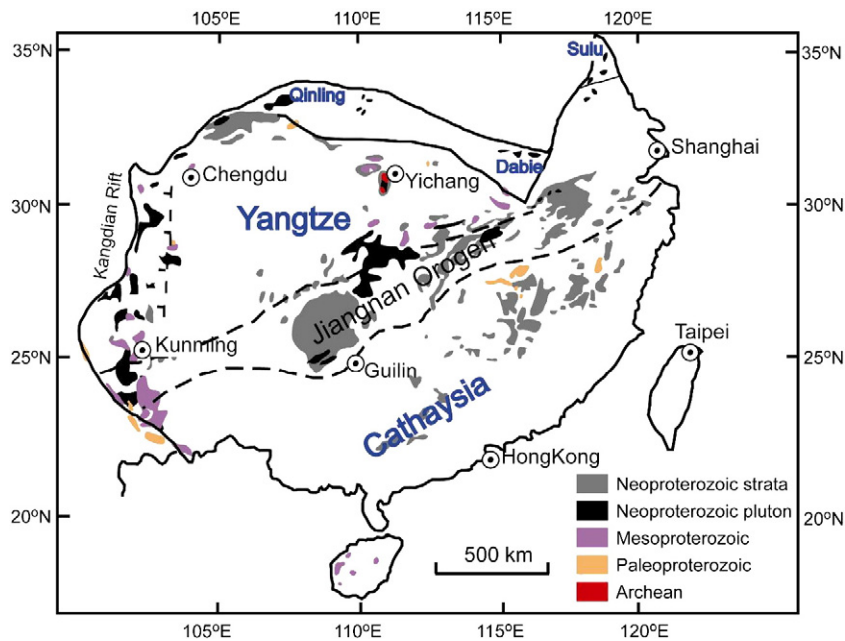 105°E 110°E 115°E 120°E
35°N 35°N
Sulu
Qinling
Shanghai
Dabie
Chengdu
Yichang
30°N 30°N
Kangdian Rift
Yangtze
Jiangnan Orogen
Taipei
Kunming
25°N 25°N
Guilin
Cathaysia
HongKong
Neoproterozoic strata
20°N 20°N
Neoproterozoic pluton
Mesoproterozoic
500 km
Paleoproterozoic
Archean
105°E 110°E 115°E 120°E